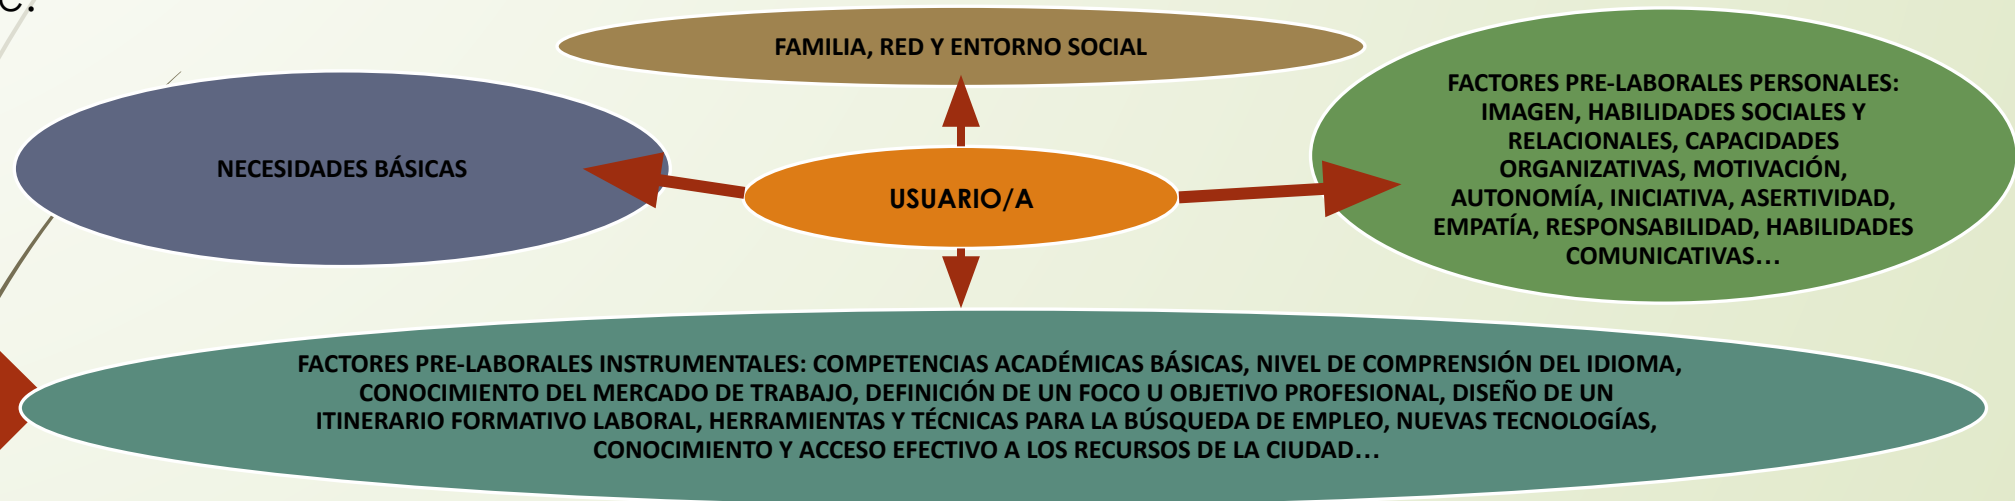 FAMILIA, RED Y ENTORNO SOCIAL
NECESIDADES BÁSICAS
USUARIO/A
FACTORES PRE-LABORALES PERSONALES:
IMAGEN, HABILIDADES SOCIALES Y
RELACIONALES, CAPACIDADES
ORGANIZATIVAS, MOTIVACIÓN,
AUTONOMÍA, INICIATIVA, ASERTIVIDAD,
EMPATÍA, RESPONSABILIDAD, HABILIDADES
COMUNICATIVAS...
FACTORES PRE-LABORALES INSTRUMENTALES: COMPETENCIAS ACADÉMICAS BÁSICAS, NIVEL DE COMPRENSIÓN DEL IDIOMA,
CONOCIMIENTO DEL MERCADO DE TRABAJO, DEFINICIÓN DE UN FOCO U OBJETIVO PROFESIONAL, DISEÑO DE UN
ITINERARIO FORMATIVO LABORAL, HERRAMIENTAS Y TÉCNICAS PARA LA BÚSQUEDA DE EMPLEO, NUEVAS TECNOLOGÍAS,
CONOCIMIENTO Y ACCESO EFECTIVO A LOS RECURSOS DE LA CIUDAD...